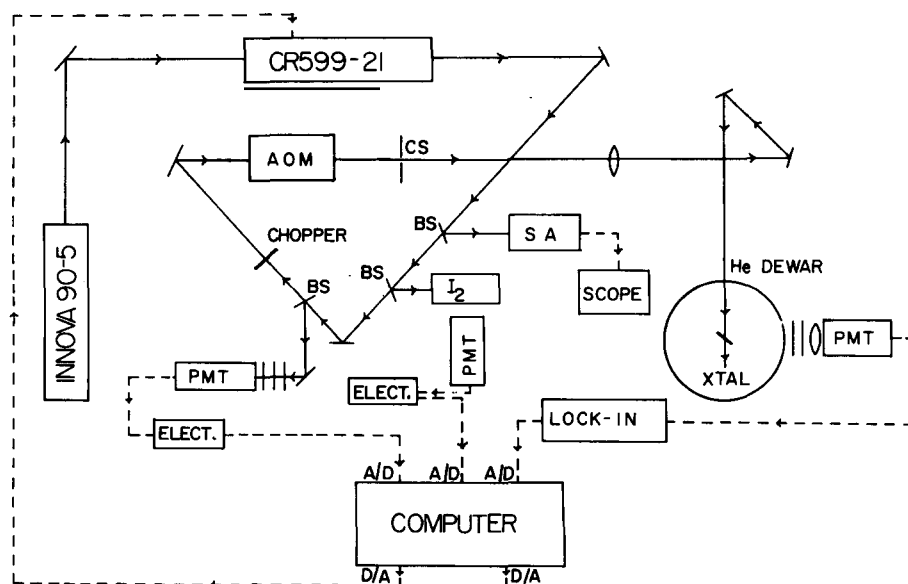 CR599-21
AOM
CS
CHOPPER
BS
SA
SCOPE
BS
I2
BS
INNOVA 90-5
He DEWAR
XTAL
PMT
PMT
PMT
ELECT.
ELECT.
LOCK-IN
A/D
A/D
A/D
COMPUTER
D/A
D/A